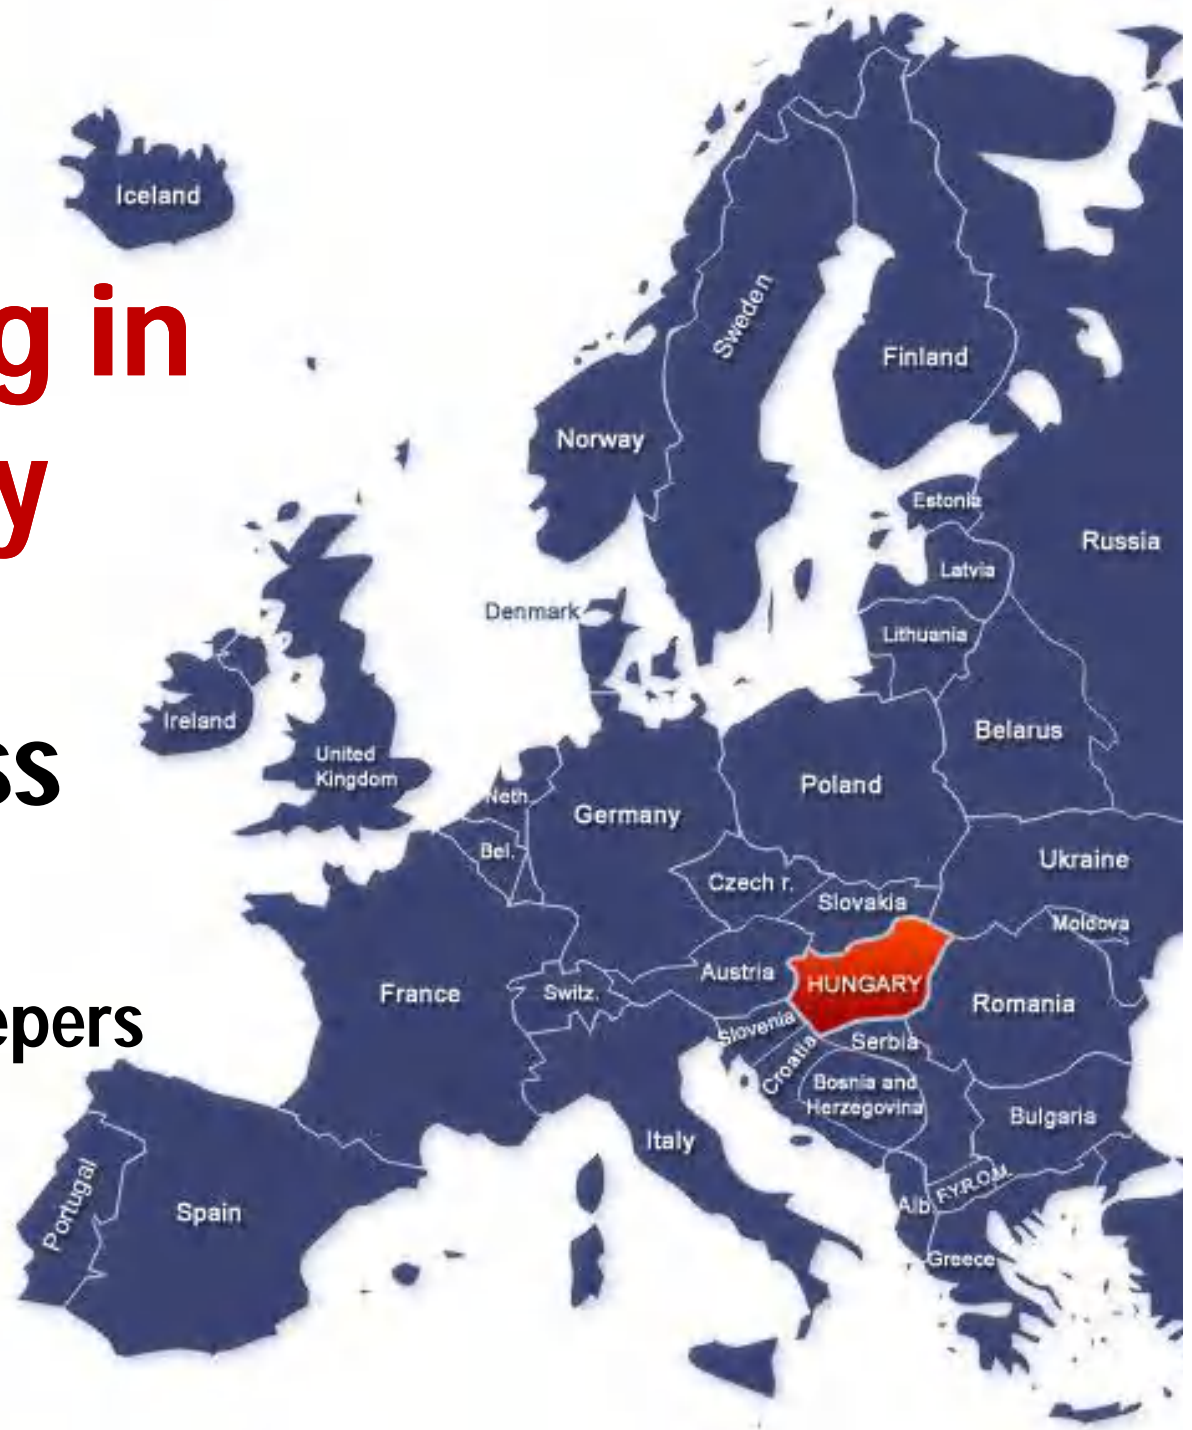 Iceland
g in
Sweden
Finland
Norway
y
Estonia
Russia
Latvia
Denmark
Lithuania
Ireland
ss
Belarus
United
Kingdom
Poland
Neth.
Germany
Bel.
Ukraine
Czech r.
Slovakia
Moldova
Austria
HUNGARY
France
Switz.
Romania
epers
Slovenia
Serbia
Croatia
Bosnia and
Herzegovina
Bulgaria
Italy
Portugal
Spain
Alb
F.Y.R.O.M.
Greece